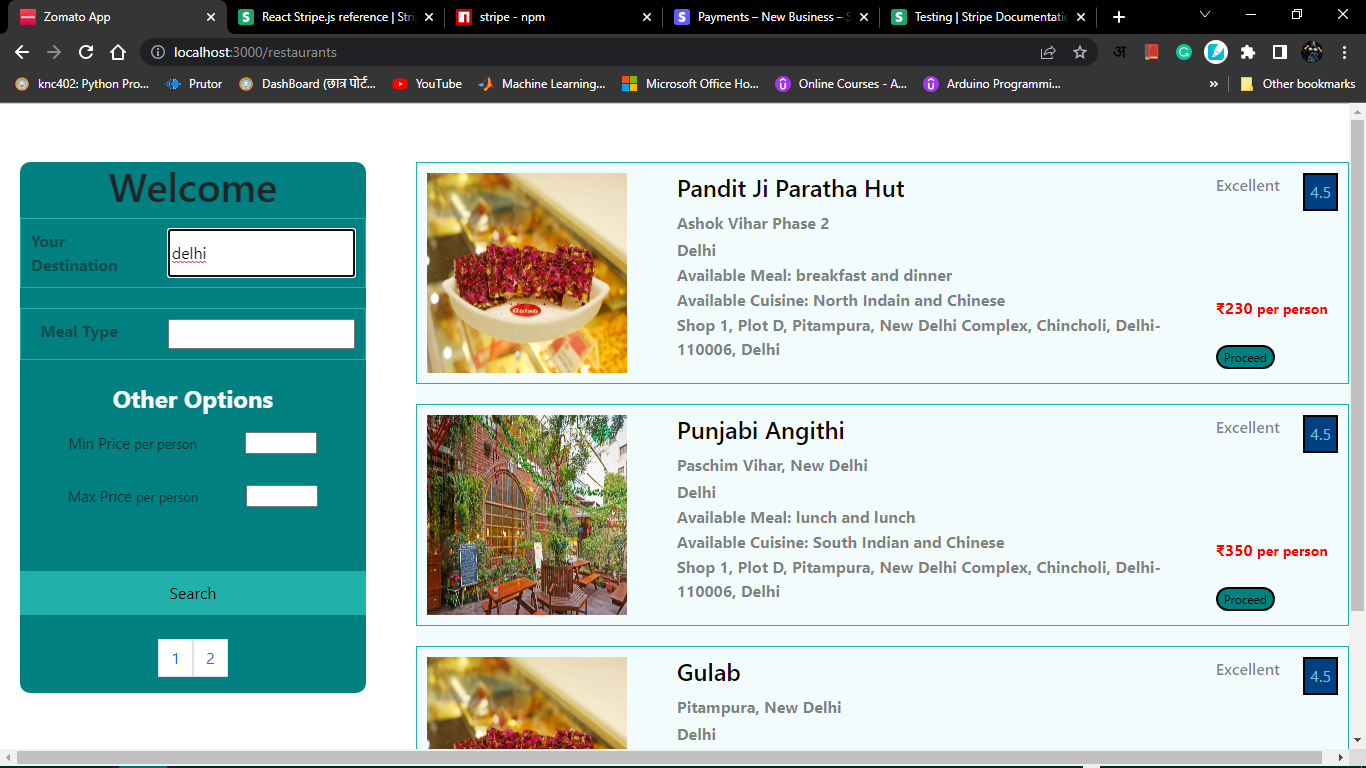 Zomato App
React Stripe.js reference | Stri
stripe - npm
Payments – New Business – S
Testing | Stripe Documentatio
localhost:3000/restaurants
अ
knc402: Python Pro...
Prutor
DashBoard (छात्र पोर्ट...
YouTube
Machine Learning...
Microsoft Office Ho...
Online Courses - A...
Arduino Programmi...
»
Other bookmarks
Welcome
Your
Destination
delhi
Meal Type
Other Options
Min Price per person
Max Price per person
Search
1 2
Pandit Ji Paratha Hut
Excellent 4.5
Ashok Vihar Phase 2
Delhi
Available Meal: breakfast and dinner
Available Cuisine: North Indain and Chinese
Shop 1, Plot D, Pitampura, New Delhi Complex, Chincholi, Delhi-
110006, Delhi
₹230 per person
Proceed
Gulab
Punjabi Angithi
Excellent 4.5
Paschim Vihar, New Delhi
Delhi
Available Meal: lunch and lunch
Available Cuisine: South Indian and Chinese
Shop 1, Plot D, Pitampura, New Delhi Complex, Chincholi, Delhi-
110006, Delhi
₹350 per person
Proceed
Gulab
Excellent 4.5
Pitampura, New Delhi
Delhi